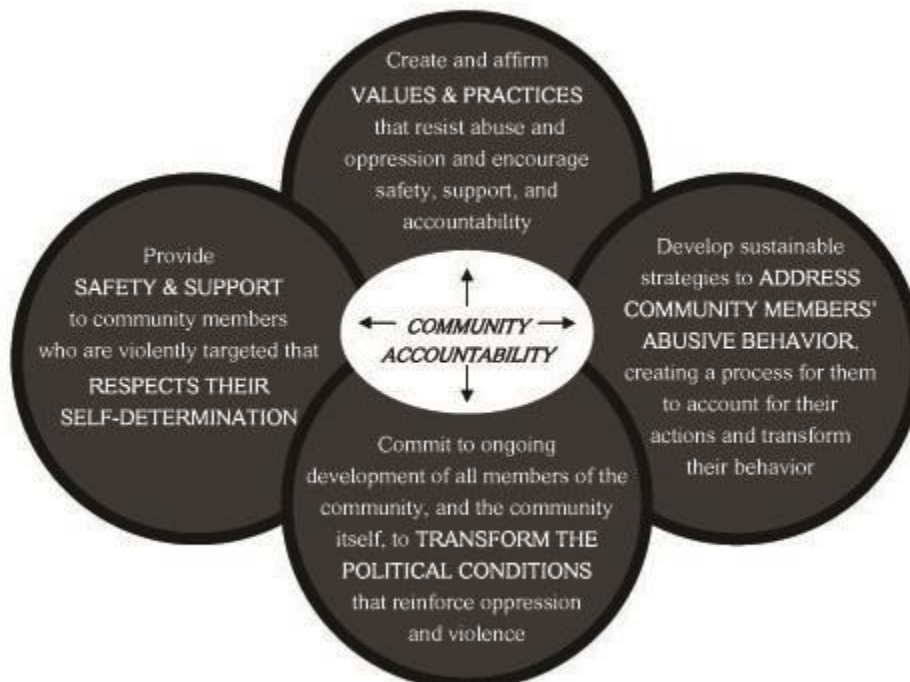 Create and affirm
VALUES & PRACTICES
that resist abuse and
oppression and encourage
safety, support, and
accountability
Provide
SAFETY & SUPPORT
to community members
who are violently targeted that
RESPECTS THEIR
SELF-DETERMINATION
COMMUNITY
ACCOUNTABILITY
Develop sustainable
strategies to ADDRESS
COMMUNITY MEMBERS'
ABUSIVE BEHAVIOR,
creating a process for them
to account for their
actions and transform
their behavior
Commit to ongoing
development of all members of the
community, and the community
itself, to TRANSFORM THE
POLITICAL CONDITIONS
that reinforce oppression
and violence